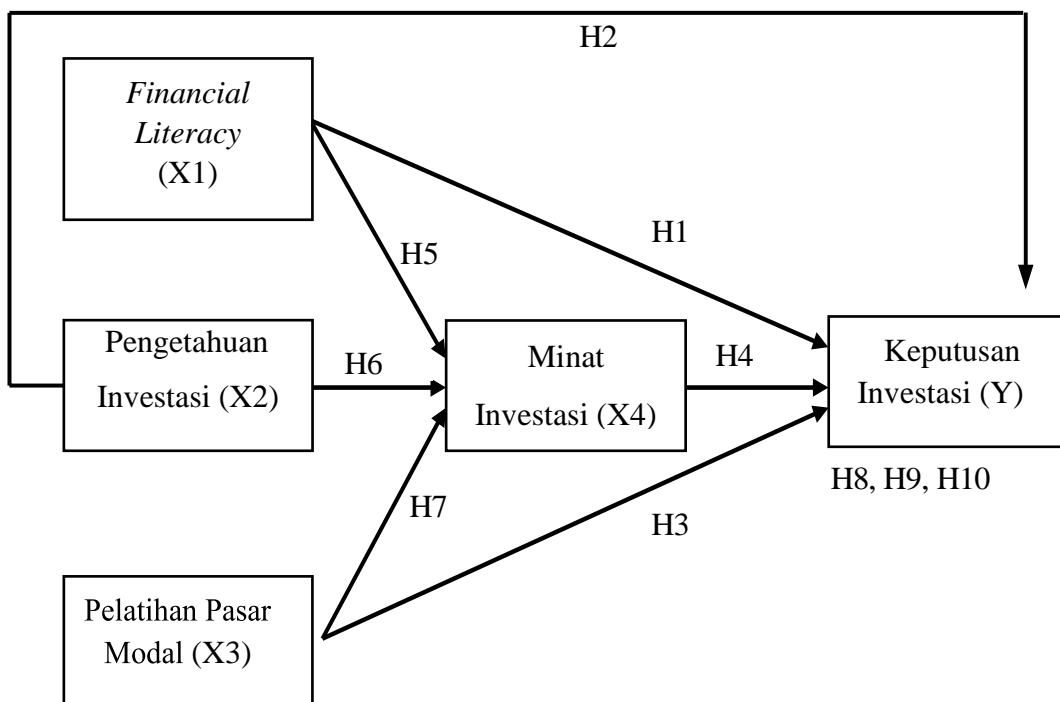 H2
Financial
Literacy
(X1)
H1
H5
Pengetahuan
Investasi (X2)
H6
Minat
Investasi (X4)
H4
Keputusan
Investasi (Y)
H8, H9, H10
H7
H3
Pelatihan Pasar
Modal (X3)